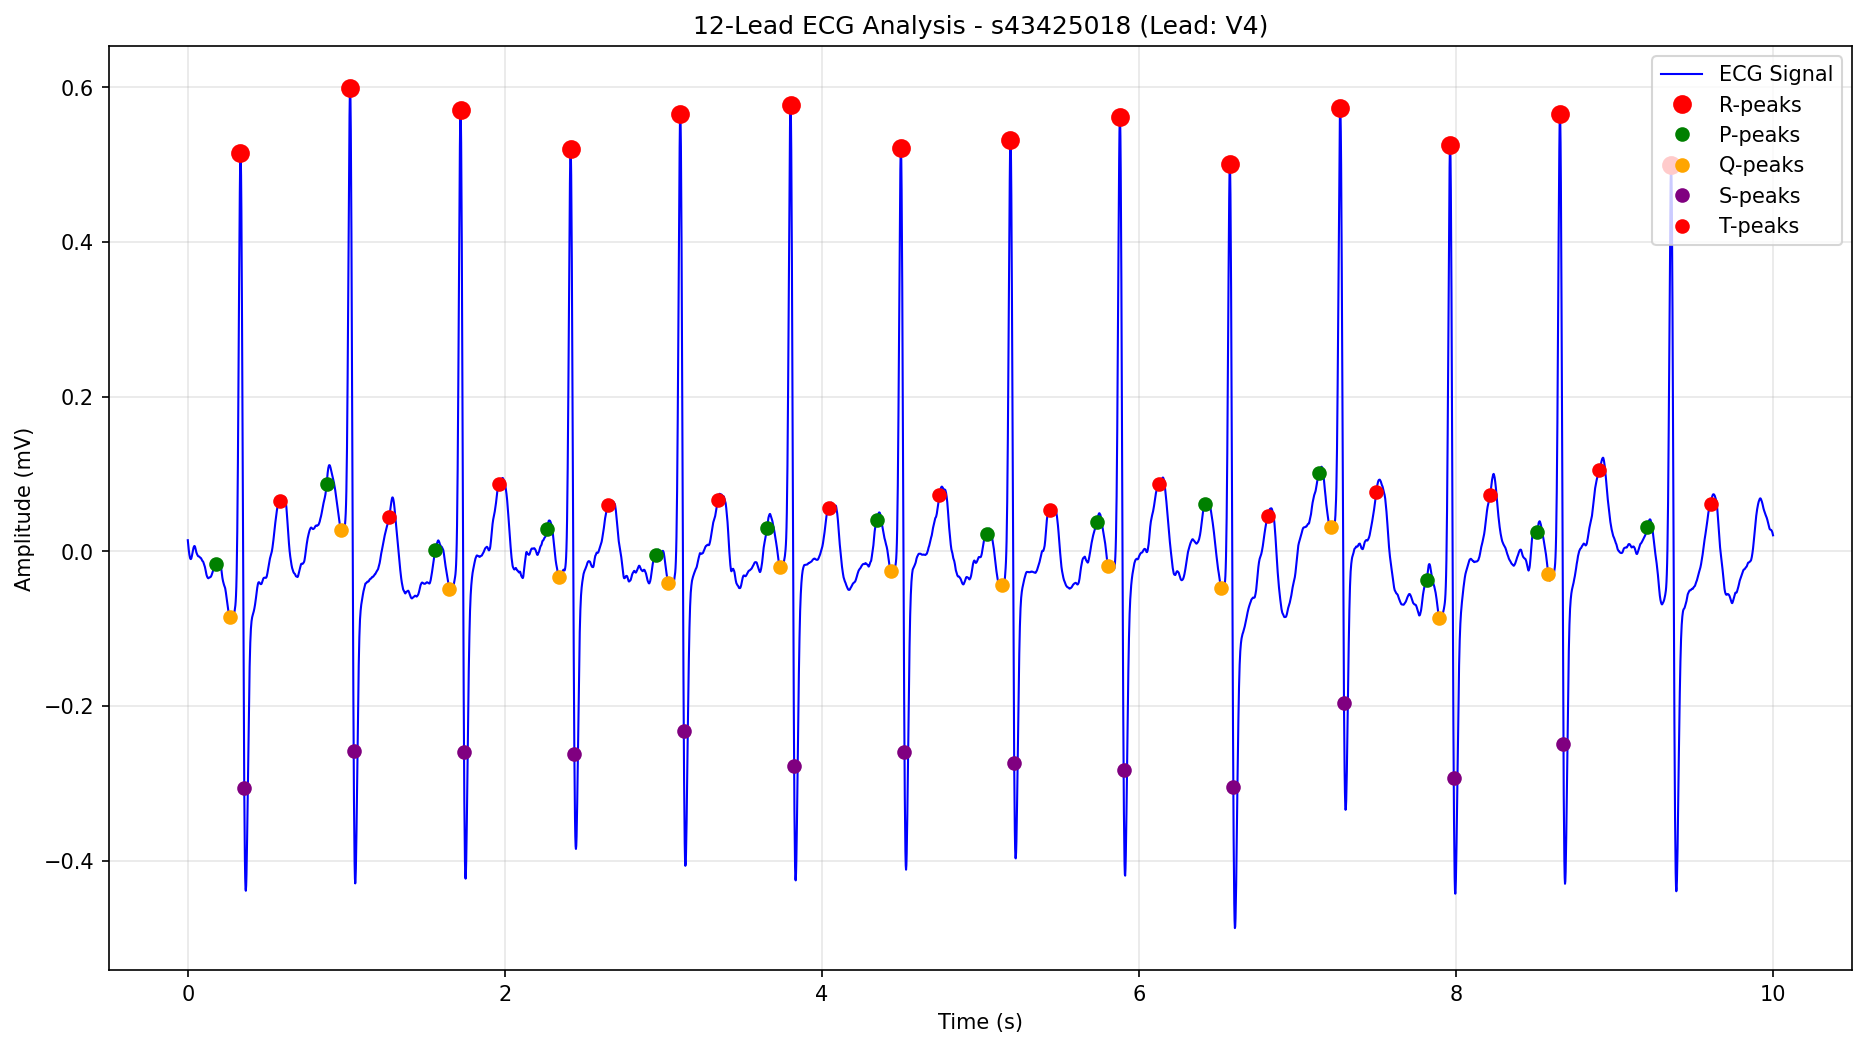 12-Lead ECG Analysis - s43425018 (Lead: V4)
ECG Signal
R-peaks
P-peaks
Q-peaks
S-peaks
T-peaks
Amplitude (mV)
0.6
0.4
0.2
0.0
−0.2
−0.4
0 2 4 6 8 10
Time (s)